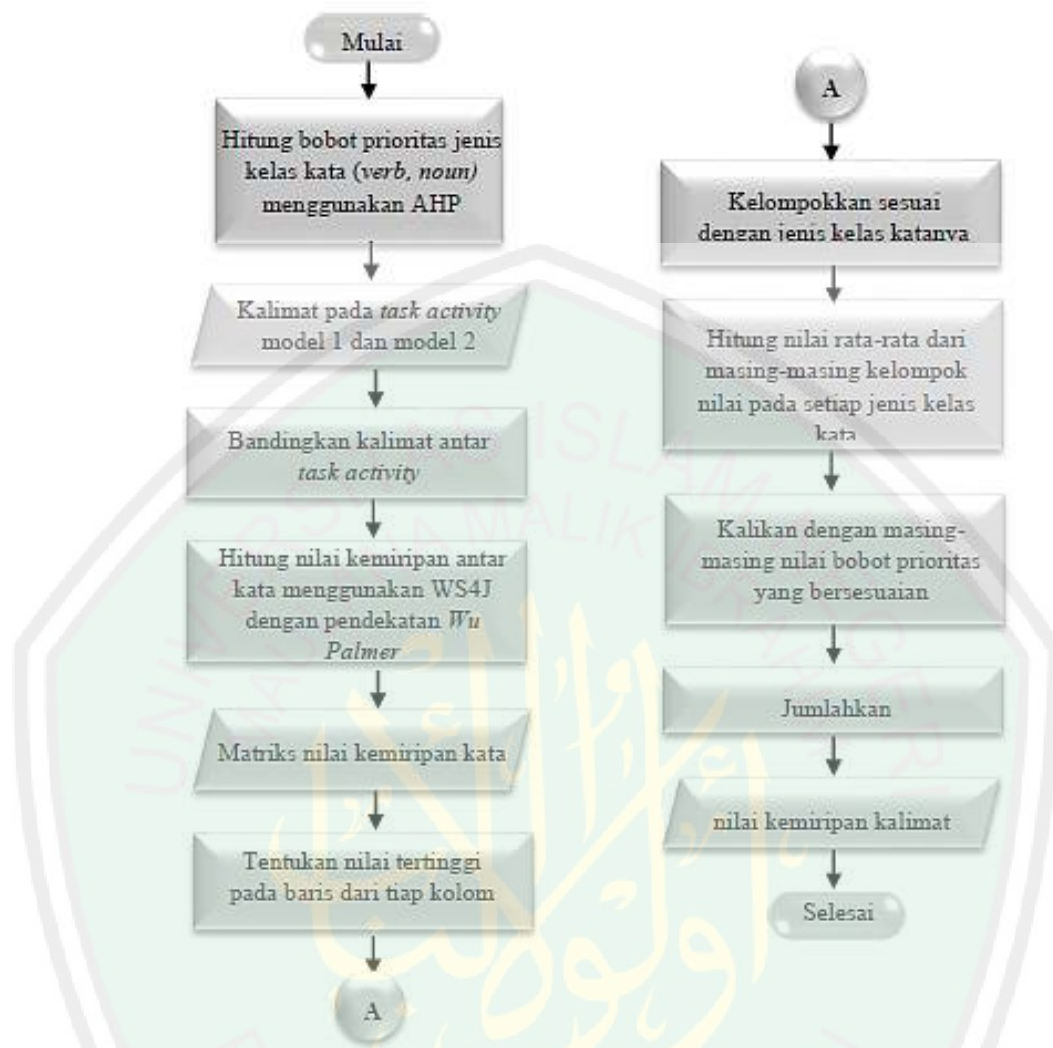 Mulai
Hitung bobot prioritas jenis
kelas kata (verb, noun)
menggunakan AHP
Kalimat pada task activity
model 1 dan model 2
Bandingkan kalimat antar
task activity
Hitung nilai kemiripan antar
kata menggunakan WS4J
dengan pendekatan Wu
Palmer
Matriks nilai kemiripan kata
Tentukan nilai tertinggi
pada baris dari tiap kolom
A
A
Kelompokkan sesuai
dengan jenis kelas katanya
Hitung nilai rata-rata dari
masing-masing kelompok
nilai pada setiap jenis kelas
kata
Kalikan dengan masing-
masing nilai bobot prioritas
yang bersesuaian
Jumlahkan
nilai kemiripan kalimat
Selesai